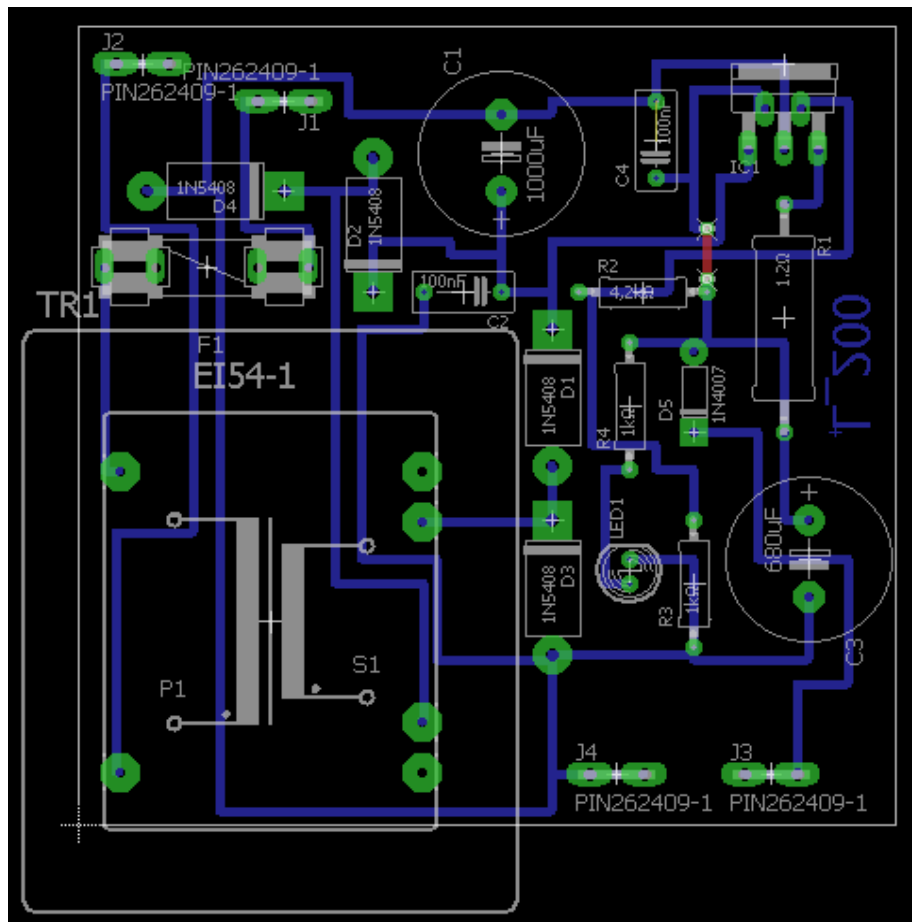 J2
PIN262409-1
PIN262409-1
J1
C1
1000uF
100n
C4
IC1
1N5408
D4
1N5408
D2
100nF
C2
R2
4,2kΩ
1.2Ω
R1
T_200
TR1
F1
EI54-1
1N5408
D1
R4
1kΩ
D5
1N4007
LED1
680uF
C3
1N5408
D3
R3
1kΩ
P1
S1
J4
PIN262409-1
J3
PIN262409-1